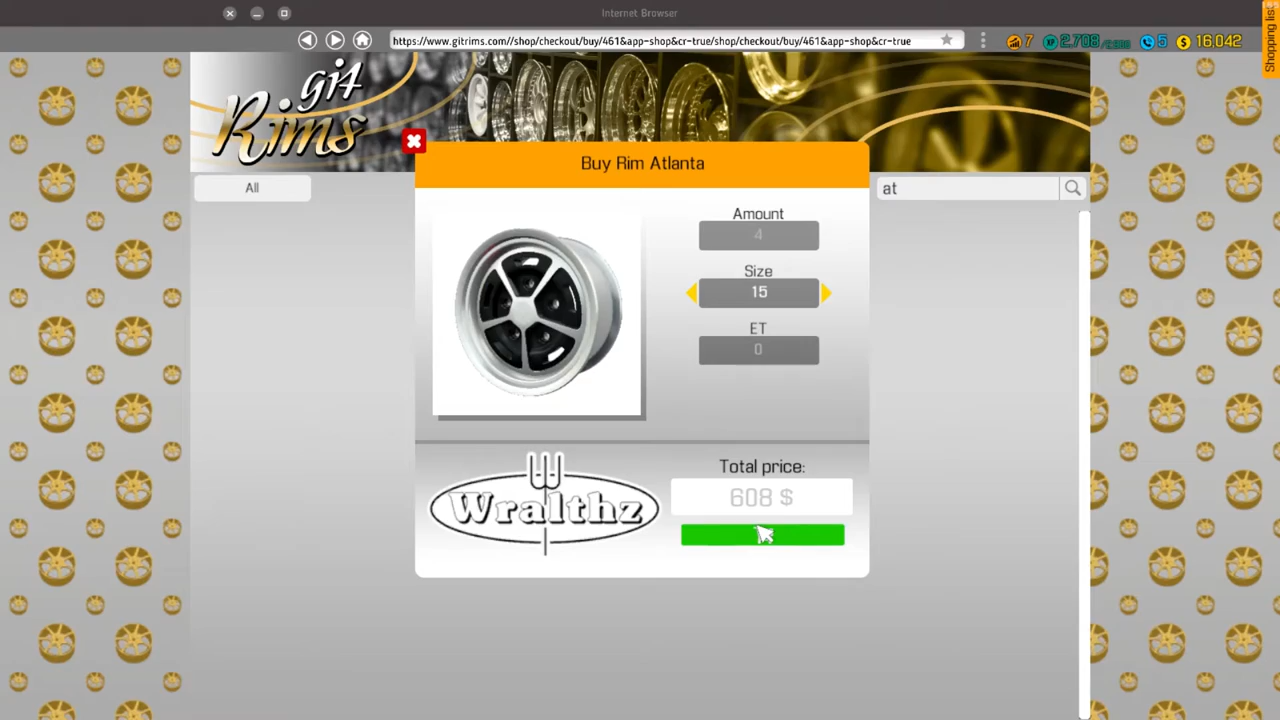 Internet Browser
https://www.gitrims.com//shop/checkout/buy/461&app-shop&cr-true/shop/checkout/buy/461&app-shop&cr-true
7
XP 2,708
5
$ 16,042
Shopping list
git
Rims
All
at
Buy Rim Atlanta
Amount
4
Size
15
ET
0
Wralthz
Total price:
608 $